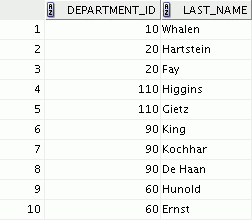 DEPARTMENT_ID LAST_NAME
1 10 Whalen
2 20 Hartstein
3 20 Fay
4 110 Higgins
5 110 Gietz
6 90 King
7 90 Kochhar
8 90 De Haan
9 60 Hunold
10 60 Ernst